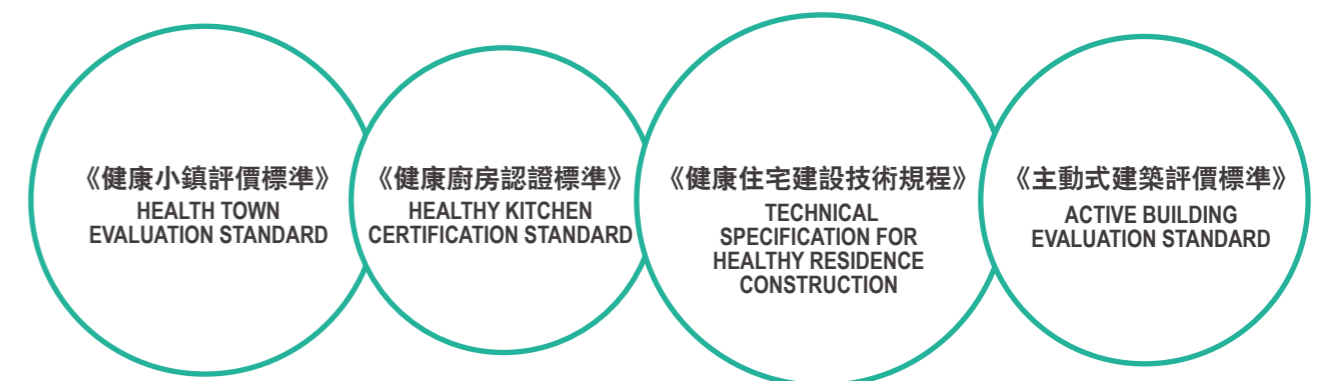 《健康小鎮評價標準》
HEALTH TOWN
EVALUATION STANDARD
《健康廚房認證標準》
HEALTHY KITCHEN
CERTIFICATION STANDARD
《健康住宅建設技術規程》
TECHNICAL
SPECIFICATION FOR
HEALTHY RESIDENCE
CONSTRUCTION
《主動式建築評價標準》
ACTIVE BUILDING
EVALUATION STANDARD